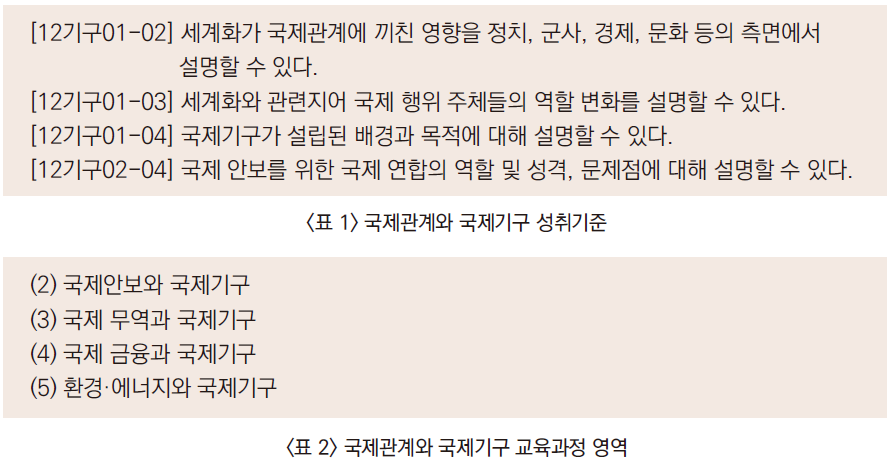 [12기구01-02] 세계화가 국제관계에 끼친 영향을 정치, 군사, 경제, 문화 등의 측면에서
설명할 수 있다.
[12기구01-03] 세계화와 관련지어 국제 행위 주체들의 역할 변화를 설명할 수 있다.
[12기구01-04] 국제기구가 설립된 배경과 목적에 대해 설명할 수 있다.
[12기구02-04] 국제 안보를 위한 국제 연합의 역할 및 성격, 문제점에 대해 설명할 수 있다.
〈표 1〉 국제관계와 국제기구 성취기준
(2) 국제안보와 국제기구
(3) 국제 무역과 국제기구
(4) 국제 금융과 국제기구
(5) 환경·에너지와 국제기구
〈표 2〉 국제관계와 국제기구 교육과정 영역